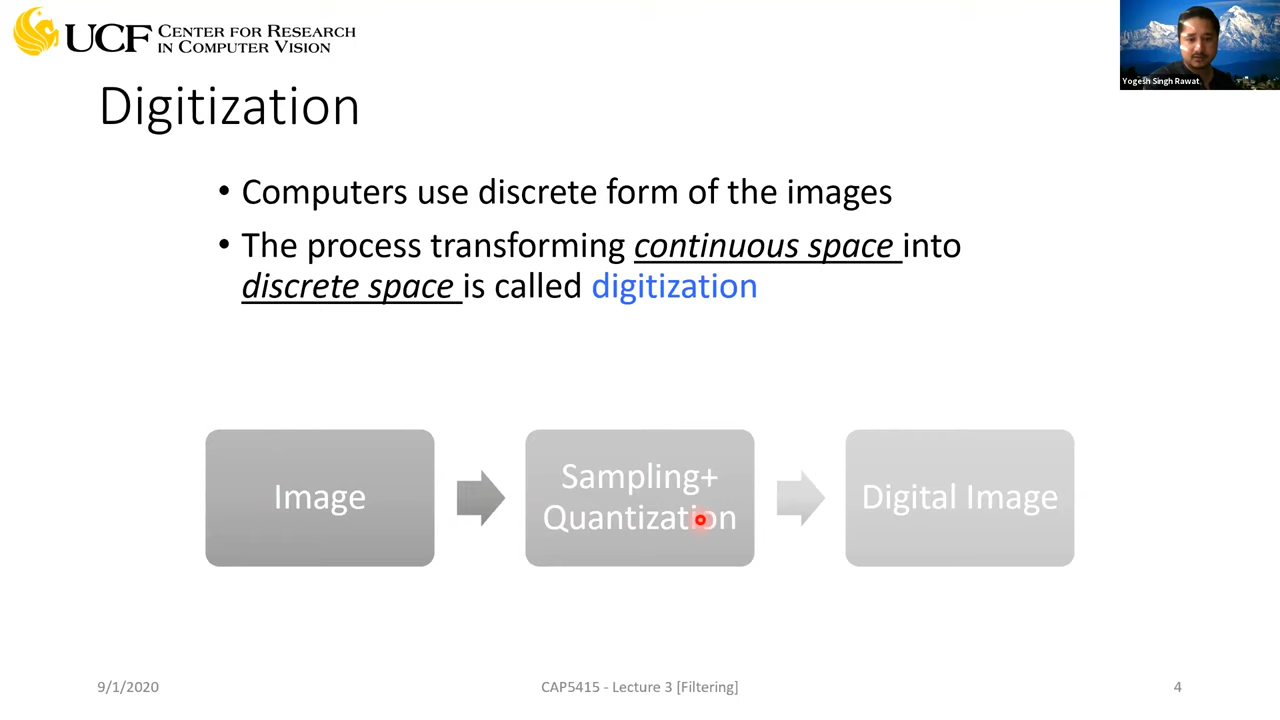 UCF CENTER FOR RESEARCH
IN COMPUTER VISION
Yogesh Singh Rawat
Digitization
• Computers use discrete form of the images
• The process transforming continuous space into
discrete space is called digitization
Image
Sampling+
Quantization
Digital Image
9/1/2020
CAP5415 - Lecture 3 [Filtering]
4